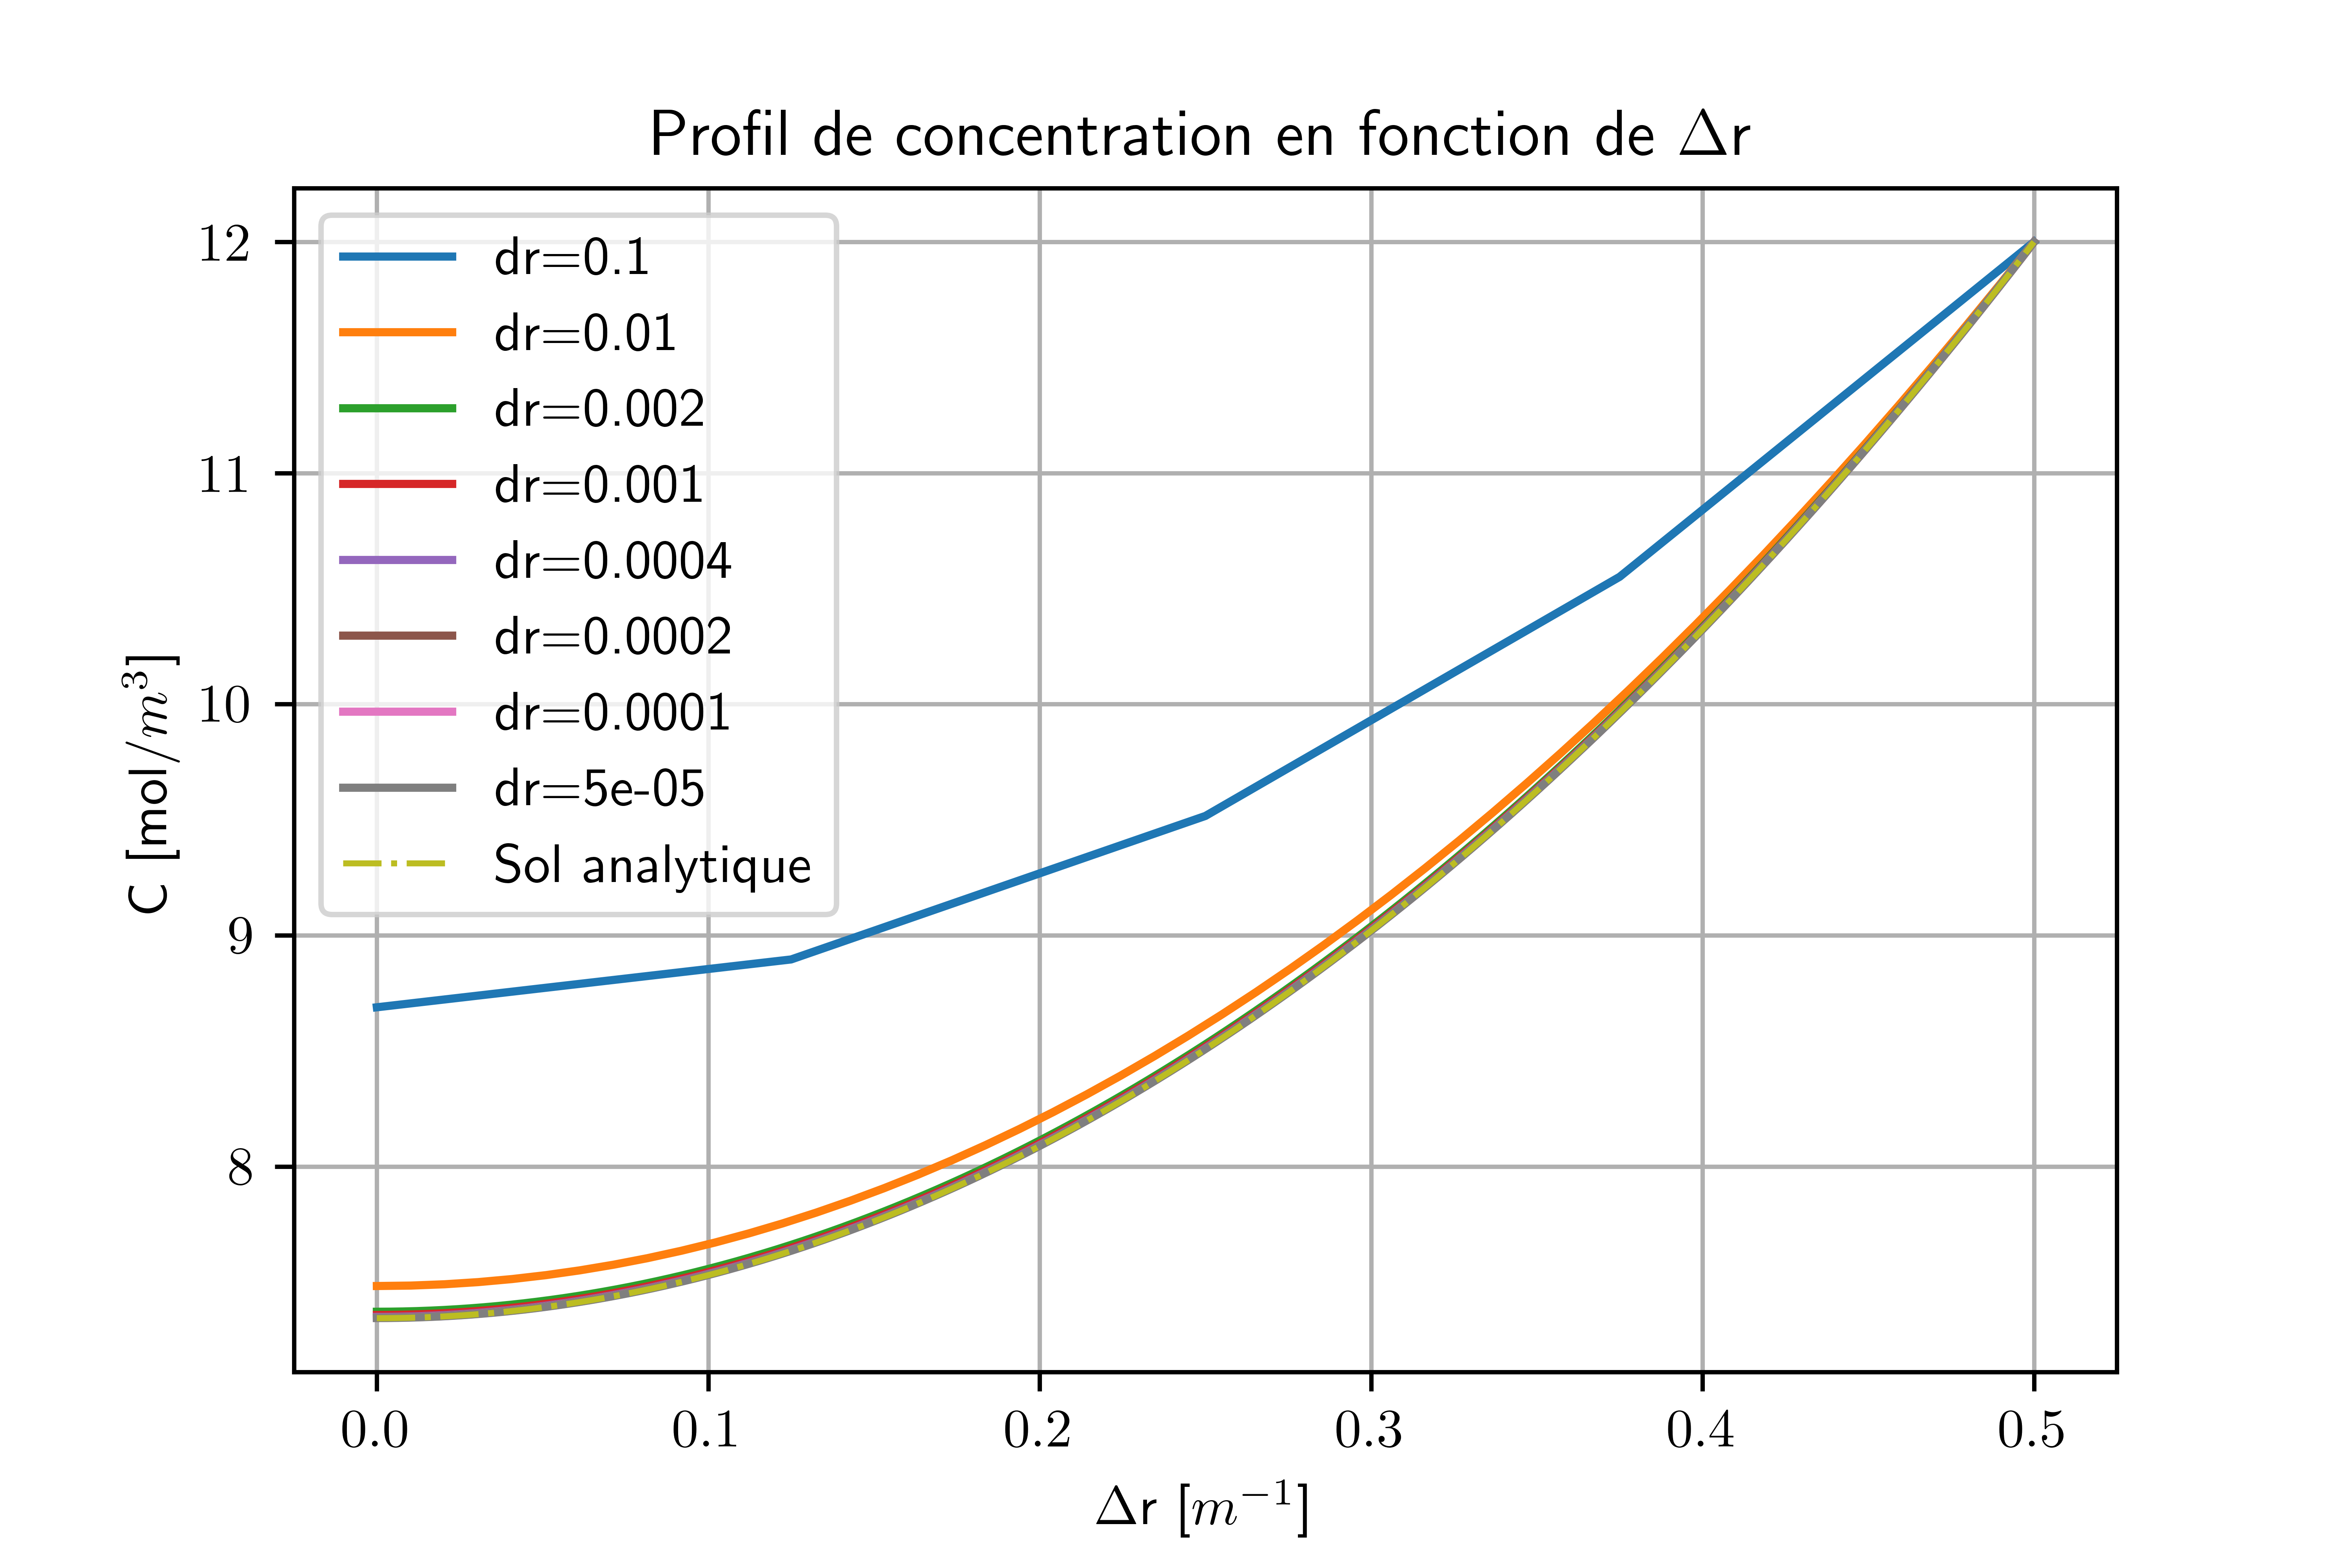 Profil de concentration en fonction de Δr
12
11
10
9
8
C [mol/m³]
dr=0.1
dr=0.01
dr=0.002
dr=0.001
dr=0.0004
dr=0.0002
dr=0.0001
dr=5e-05
Sol analytique
0.0 0.1 0.2 0.3 0.4 0.5
Δr [m⁻¹]